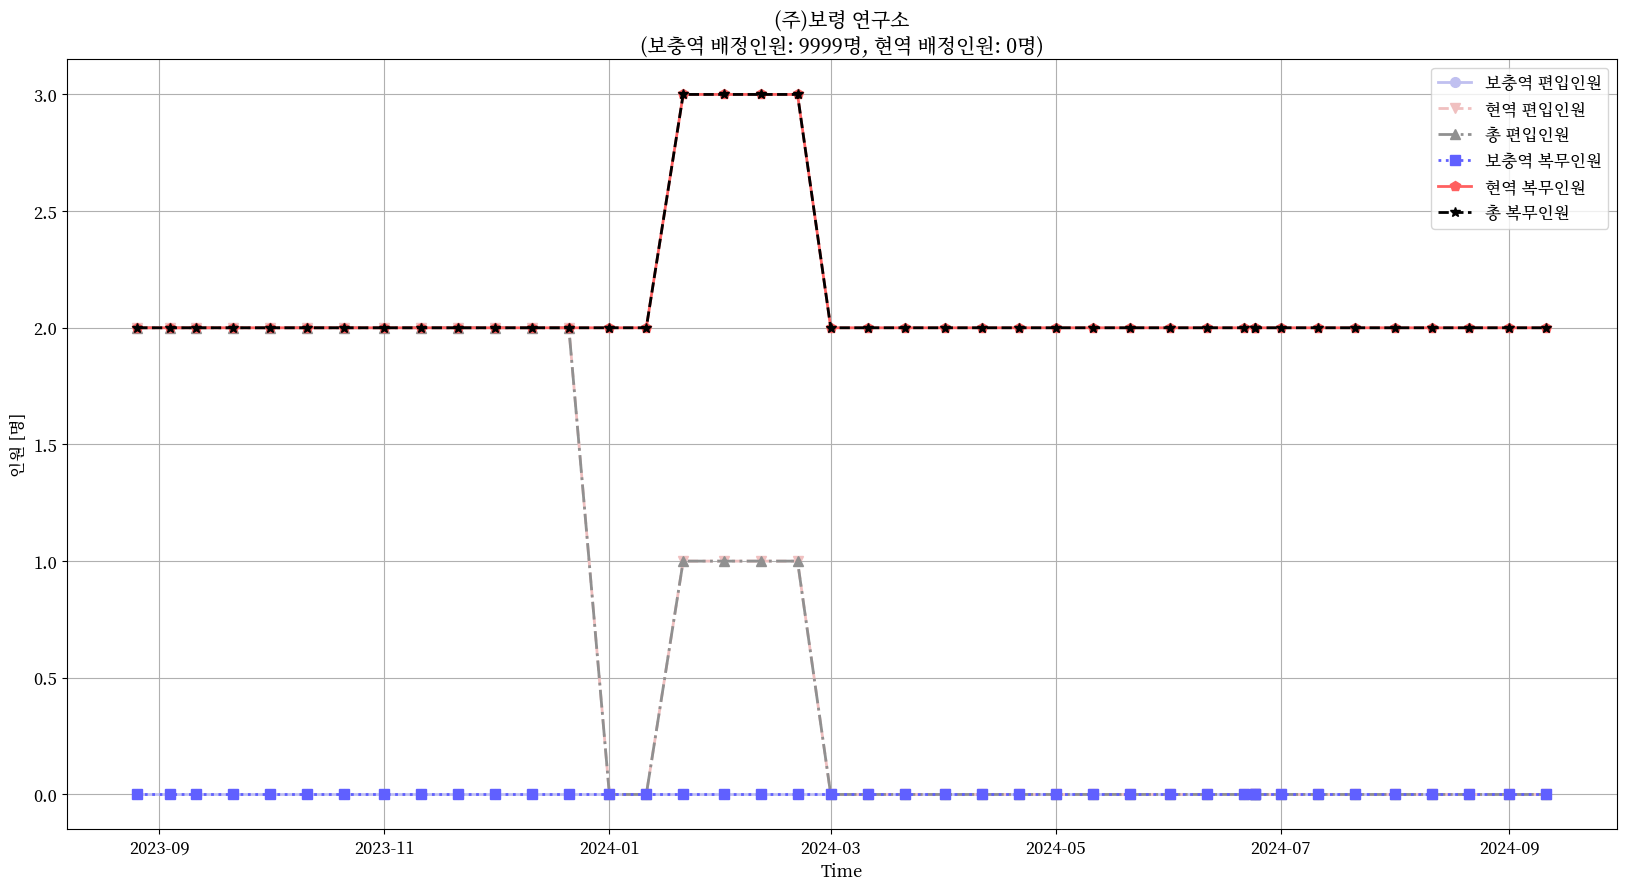 (주)보령 연구소
(보충역 배정인원: 9999명, 현역 배정인원: 0명)
보충역 편입인원
현역 편입인원
총 편입인원
보충역 복무인원
현역 복무인원
총 복무인원
인원 [명]
3.0
2.5
2.0
1.5
1.0
0.5
0.0
2023-09
2023-11
2024-01
2024-03
2024-05
2024-07
2024-09
Time